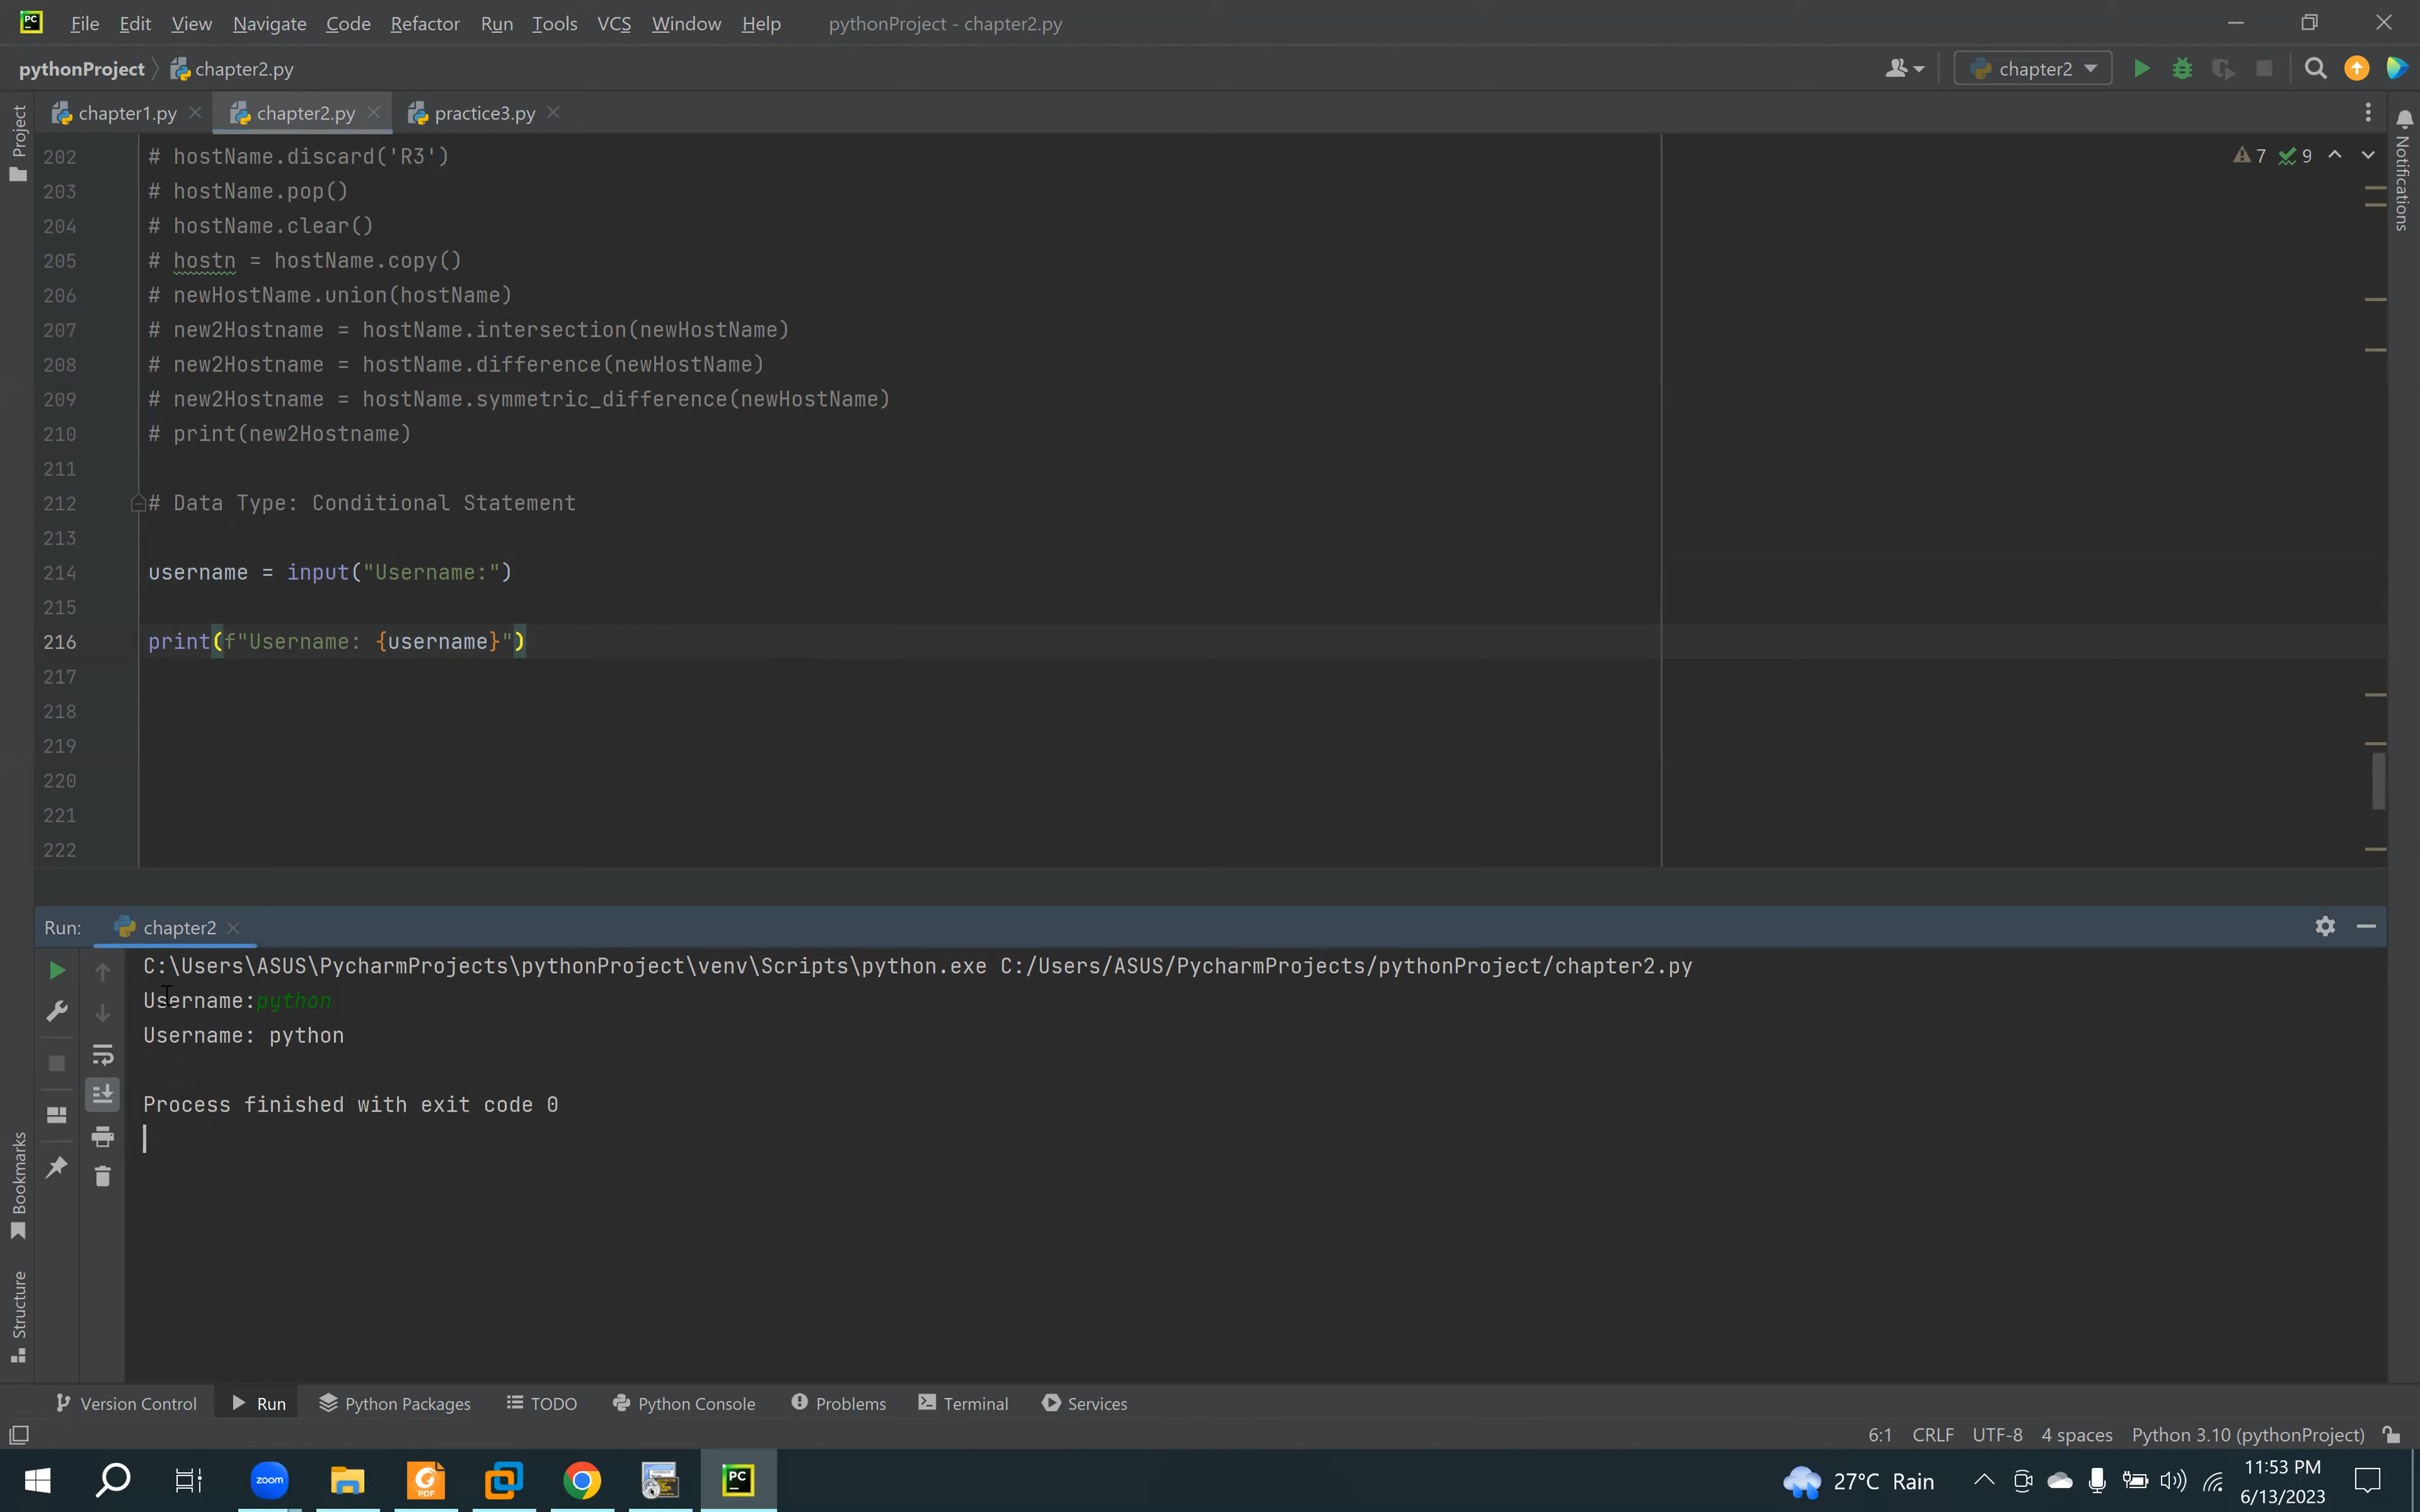 PC File Edit View Navigate Code Refactor Run Tools VCS Window Help pythonProject - chapter2.py
pythonProject chapter2.py chapter2
Project
chapter1.py chapter2.py practice3.py
Notifications
7 9
202 # hostName.discard('R3')
203 # hostName.pop()
204 # hostName.clear()
205 # hostn = hostName.copy()
206 # newHostName.union(hostName)
207 # new2Hostname = hostName.intersection(newHostName)
208 # new2Hostname = hostName.difference(newHostName)
209 # new2Hostname = hostName.symmetric_difference(newHostName)
210 # print(new2Hostname)
211
212 # Data Type: Conditional Statement
213
214 username = input("Username:")
215
216 print(f"Username: {username}")
217
218
219
220
221
222
Run: chapter2
C:\Users\ASUS\PycharmProjects\pythonProject\venv\Scripts\python.exe C:/Users/ASUS/PycharmProjects/pythonProject/chapter2.py
Username:python
Username: python
Process finished with exit code 0
Bookmarks
Structure
Version Control Run Python Packages TODO Python Console Problems Terminal Services
6:1 CRLF UTF-8 4 spaces Python 3.10 (pythonProject)
zoom PDF PC 27°C Rain 11:53 PM
6/13/2023